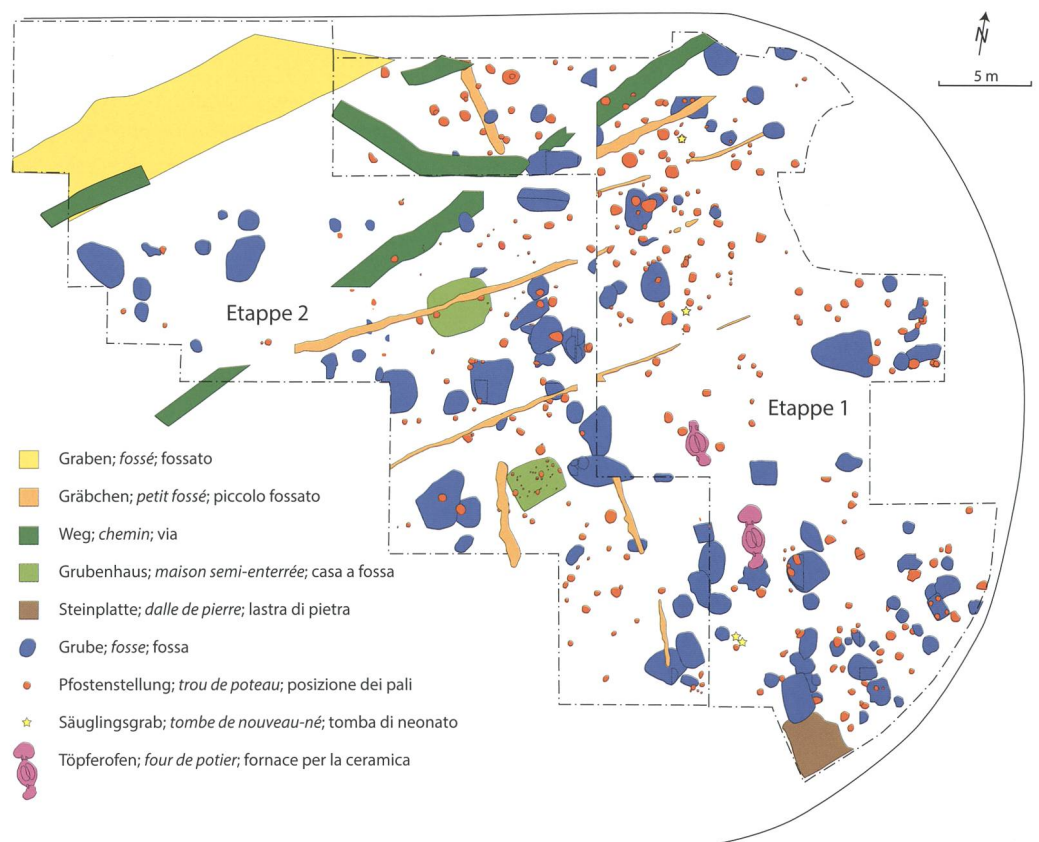 N
5 m
Etappe 2
Etappe 1
Graben; fossé; fossato
Gräbchen; petit fossé; piccolo fossato
Weg; chemin; via
Grubenhaus; maison semi-enterrée; casa a fossa
Steinplatte; dalle de pierre; lastra di pietra
Grube; fosse; fossa
Pfostenstellung; trou de poteau; posizione dei pali
Säuglingsgrab; tombe de nouveau-né; tomba di neonato
Töpferofen; four de potier; fornace per la ceramica